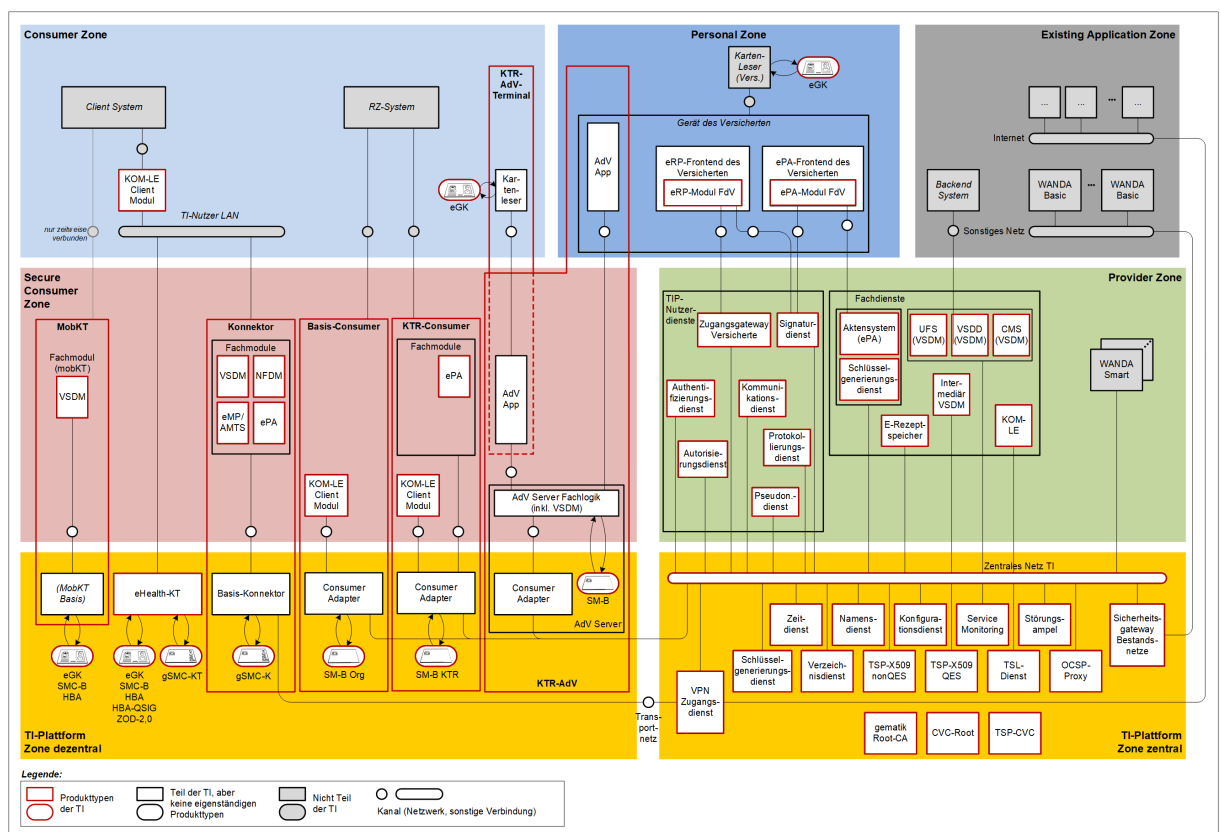 Consumer Zone
Client System
RZ-System
KTR-
AdV-
Terminal
KOM-LE
Client
Modul
eGK
Kar-
ten-
leser
TI-Nutzer LAN
nur zeitweise
verbunden
Personal Zone
Karten-
Leser
(Vers.)
eGK
Gerät des Versicherten
AdV
App
eRP-Frontend des
Versicherten
eRP-Modul FdV
ePA-Frontend des
Versicherten
ePA-Modul FdV
Existing Application Zone
...
...
...
...
Internet
Backend
System
WANDA
Basic
...
WANDA
Basic
Sonstiges Netz
Secure
Consumer
Zone
MobKT
Fachmodul
(mobKT)
VSDM
Konnektor
Fachmodule
VSDM
NFDM
eMP/
AMTS
ePA
Basis-Consumer
KOM-LE
Client
Modul
KTR-Consumer
Fachmodule
ePA
KOM-LE
Client
Modul
AdV
App
AdV Server Fachlogik
(inkl. VSDM)
Provider Zone
TIP-
Nutzer-
dienste
Zugangsgateway
Versicherte
Signatur-
dienst
Authenti-
fizierungs-
dienst
Kommuni-
kations-
dienst
Autorisie-
rungsdienst
Protokol-
lierungs-
dienst
Pseudon.-
dienst
Fachdienste
Aktensystem
(ePA)
Schlüssel-
generierungs-
dienst
UFS
(VSDM)
VSDD
(VSDM)
CMS
(VSDM)
Inter-
mediär
VSDM
E-Rezept-
speicher
KOM-
LE
WANDA
Smart
(MobKT
Basis)
eHealth-KT
Basis-Konnektor
Consumer
Adapter
Consumer
Adapter
Consumer
Adapter
SM-B
AdV Server
eGK
SMC-B
HBA
eGK
SMC-B
HBA
HBA-QSIG
ZOD-2,0
gSMC-KT
gSMC-K
SM-B Org
SM-B KTR
KTR-AdV
TI-Plattform
Zone dezentral
Trans-
port-
netz
Zentrales Netz TI
Zeit-
dienst
Namens-
dienst
Konfigu-
rationsdienst
Service
Monitoring
Störungs-
ampel
Sicherheits-
gateway
Bestands-
netze
Schlüssel-
generierungs-
dienst
Verzeich-
nisdienst
TSP-X509
nonQES
TSP-X509
QES
TSL-
Dienst
OCSP-
Proxy
VPN
Zugangs-
dienst
gematik
Root-CA
CVC-Root
TSP-CVC
TI-Plattform
Zone zentral
Legende:
Produkttypen
der TI
Teil der TI, aber
keine eigenständigen
Produkttypen
Nicht Teil
der TI
Kanal (Netzwerk, sonstige Verbindung)